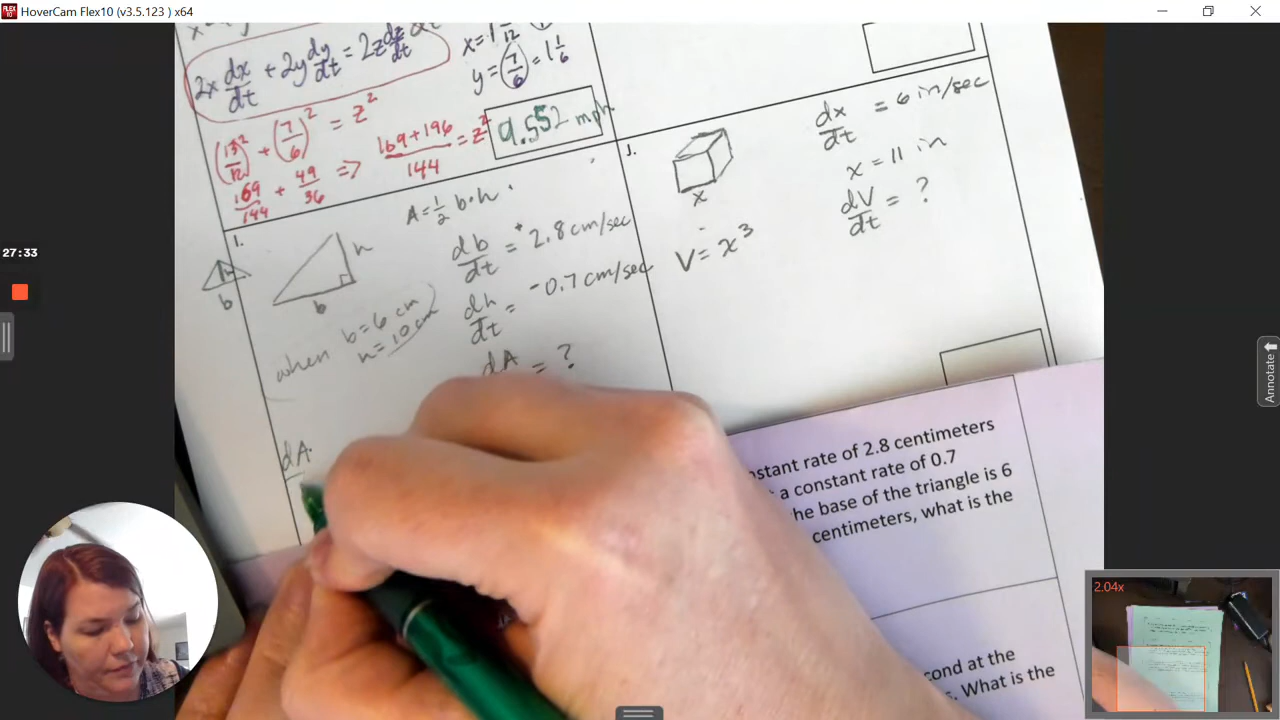 HoverCam Flex10 (v3.5.123 ) x64
FLEX 10
27:33
Annotate
2.04x
2x dx/dt + 2y dy/dt = 2z dz/dt
x = 1 1/12
y = (7/6) = 1 1/6
(13/12)² + (7/6)² = z²
169/144 + 49/36 => 169+196/144 = z²
9.552 mph.
1.
A = 1/2 b·h
h
b
h
b
db/dt = +2.8 cm/sec
dh/dt = -0.7 cm/sec
when b=6 cm
h=10 cm
dA = ?
dA
J.
x
dx/dt = 6 in/sec
x = 11 in
dV/dt = ?
V = x³
nstant rate of 2.8 centimeters
a constant rate of 0.7
he base of the triangle is 6
centimeters, what is the
cond at the
. What is the